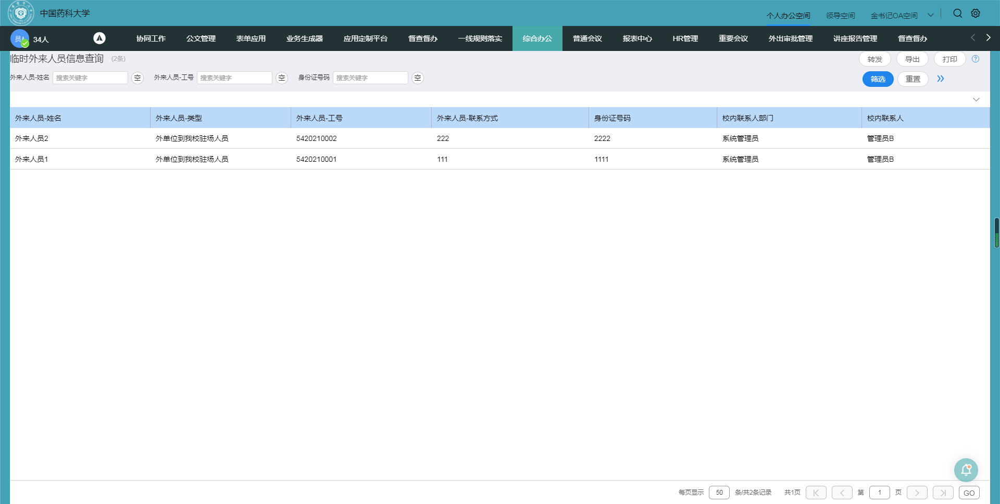 中国药科大学
个人办公空间 领导空间 金书记OA空间
员A 34人 协同工作 公文管理 表单应用 业务生成器 应用定制平台 督查督办 一线规则落实 综合办公 普通会议 报表中心 HR管理 重要会议 外出审批管理 讲座报告管理 督查督办
临时外来人员信息查询 (2条) 转发 导出 打印
外来人员-姓名 搜索关键字 空 外来人员-工号 搜索关键字 空 身份证号码 搜索关键字 空 筛选 重置
外来人员-姓名 外来人员-类型 外来人员-工号 外来人员-联系方式 身份证号码 校内联系人部门 校内联系人
外来人员2 外单位到我校驻场人员 5420210002 222 2222 系统管理员 管理员B
外来人员1 外单位到我校驻场人员 5420210001 111 1111 系统管理员 管理员B
每页显示 50 条/共2条记录 共1页 第 1 页 GO